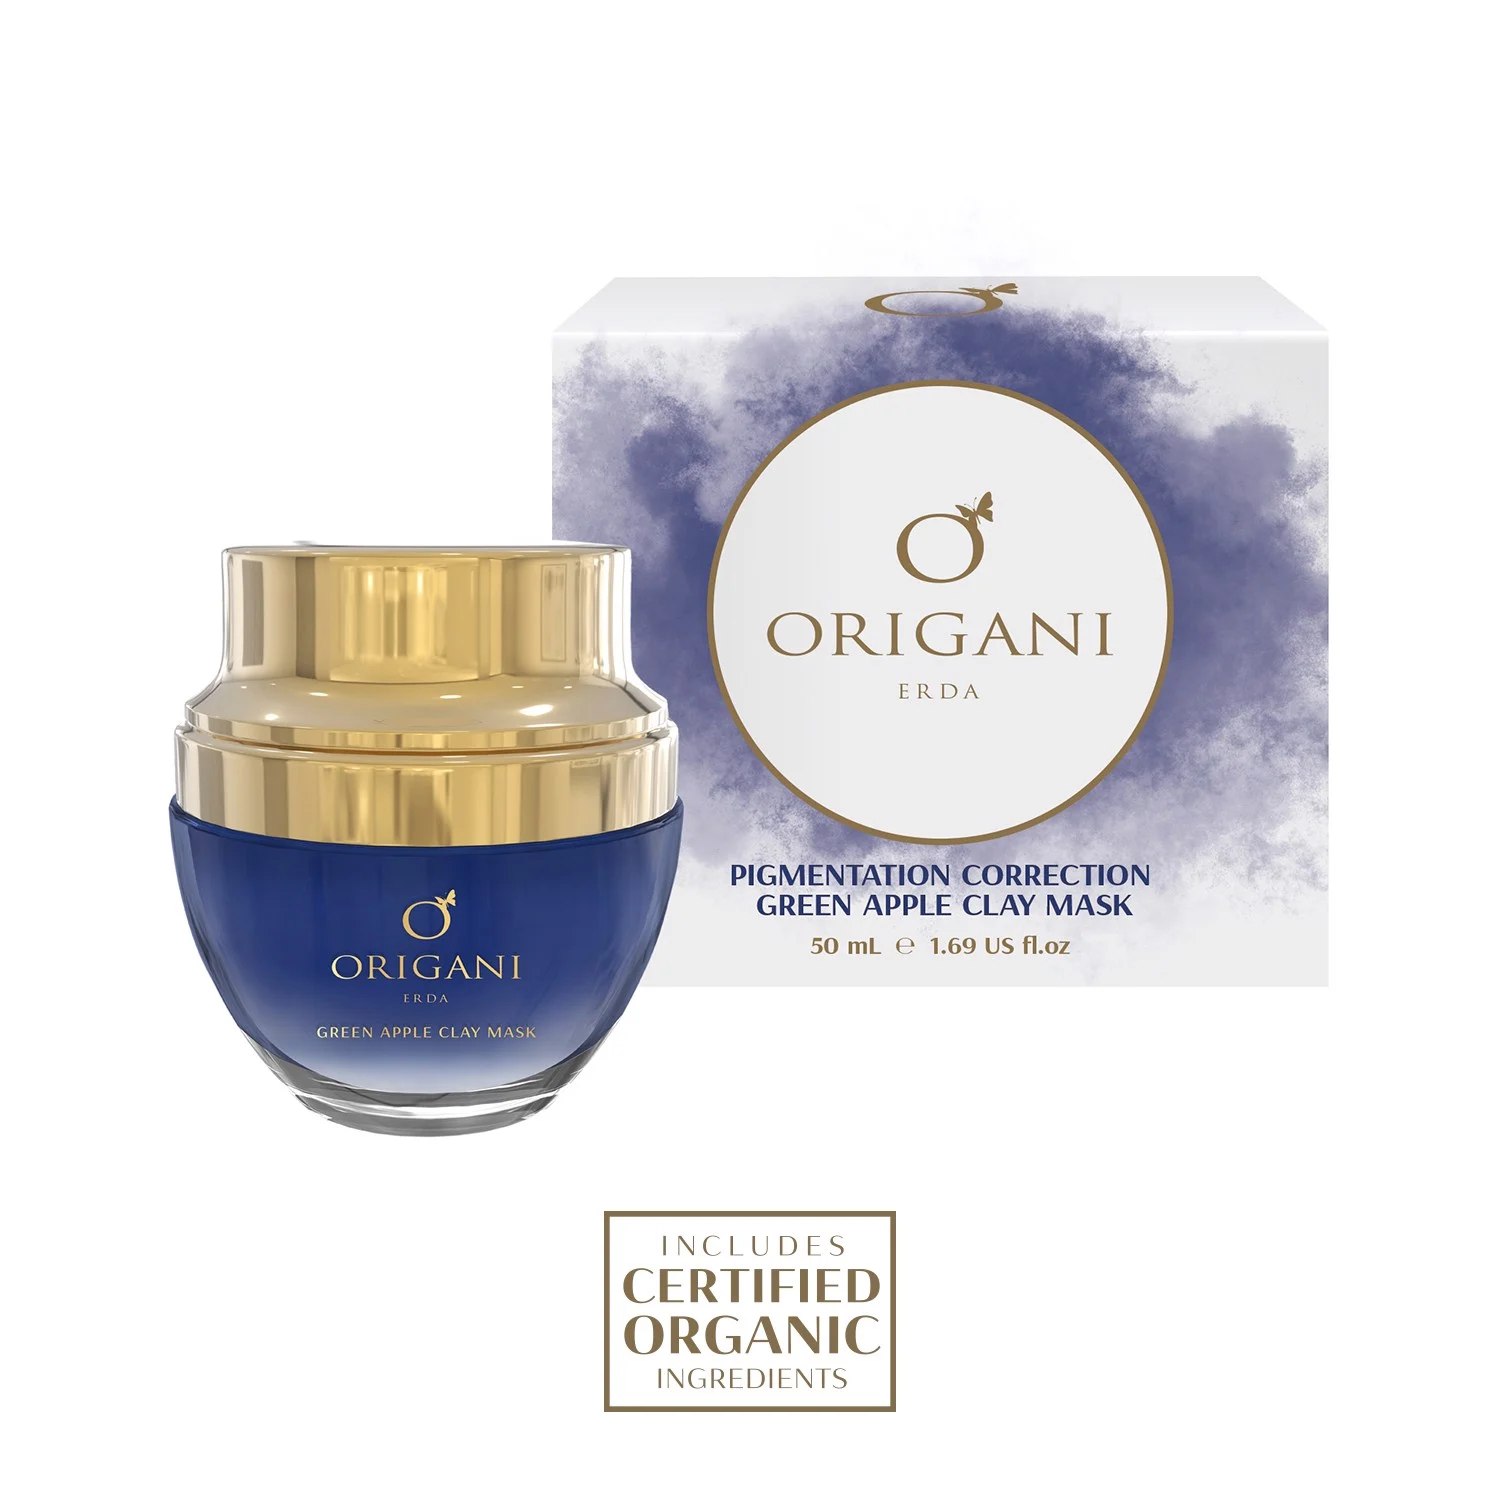 ORIGANI
ERDA
PIGMENTATION CORRECTION
GREEN APPLE CLAY MASK
50 mL ℮ 1.69 US fl.oz
ORIGANI
ERDA
GREEN APPLE CLAY MASK
INCLUDES
CERTIFIED
ORGANIC
INGREDIENTS